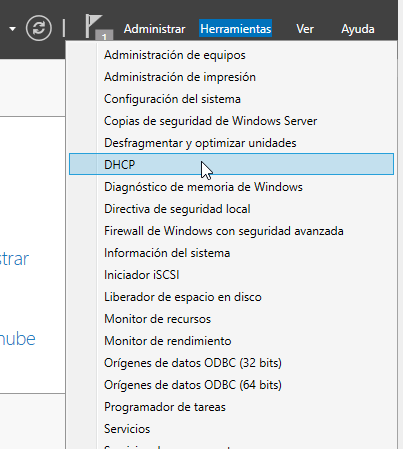 Administrar Herramientas Ver Ayuda
1
Administración de equipos
Administración de impresión
Configuración del sistema
Copias de seguridad de Windows Server
Desfragmentar y optimizar unidades
DHCP
Diagnóstico de memoria de Windows
Directiva de seguridad local
Firewall de Windows con seguridad avanzada
Información del sistema
strar
Iniciador iSCSI
Liberador de espacio en disco
Monitor de recursos
nube
Monitor de rendimiento
Orígenes de datos ODBC (32 bits)
Orígenes de datos ODBC (64 bits)
Programador de tareas
Servicios